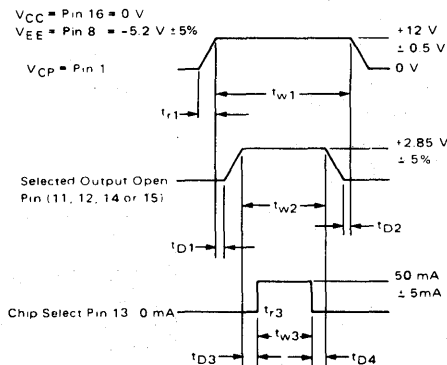 VCC = Pin 16 = 0 V
VEE = Pin 8 = -5.2 V ±5%
+12 V
± 0.5 V
VCP = Pin 1
0 V
tr1
tw1
+2.85 V
± 5%
Selected Output Open
Pin (11, 12, 14 or 15)
tw2
tD1
tD2
50 mA
± 5mA
Chip Select Pin 13 0 mA
tr3
tw3
tD3
tD4